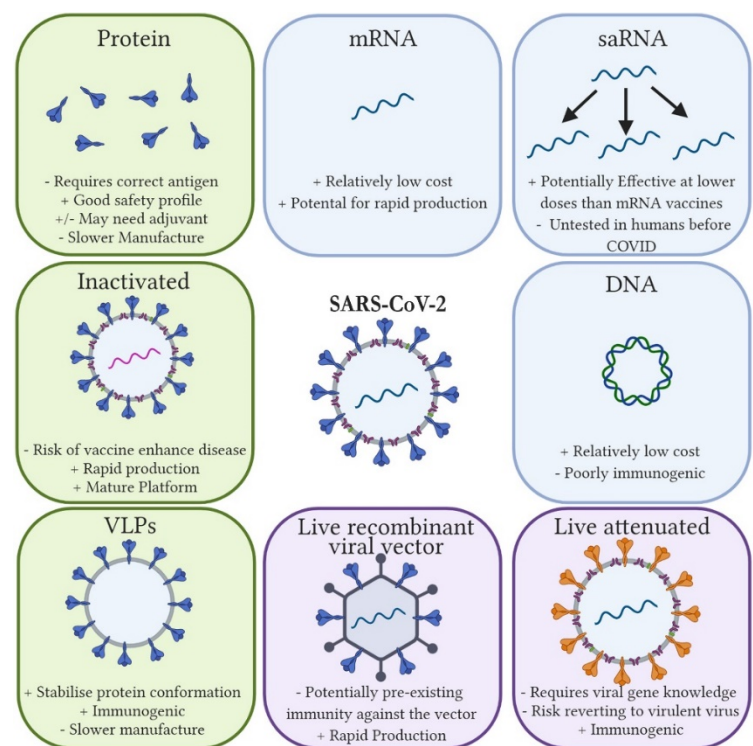 Protein
- Requires correct antigen
+ Good safety profile
+/- May need adjuvant
- Slower Manufacture
mRNA
+ Relatively low cost
+ Potental for rapid production
saRNA
+ Potentially Effective at lower
doses than mRNA vaccines
- Untested in humans before
COVID
Inactivated
- Risk of vaccine enhance disease
+ Rapid production
+ Mature Platform
SARS-CoV-2
DNA
+ Relatively low cost
- Poorly immunogenic
VLPs
+ Stabilise protein conformation
+ Immunogenic
- Slower manufacture
Live recombinant
viral vector
- Potentially pre-existing
immunity against the vector
+ Rapid Production
Live attenuated
- Requires viral gene knowledge
- Risk reverting to virulent virus
+ Immunogenic